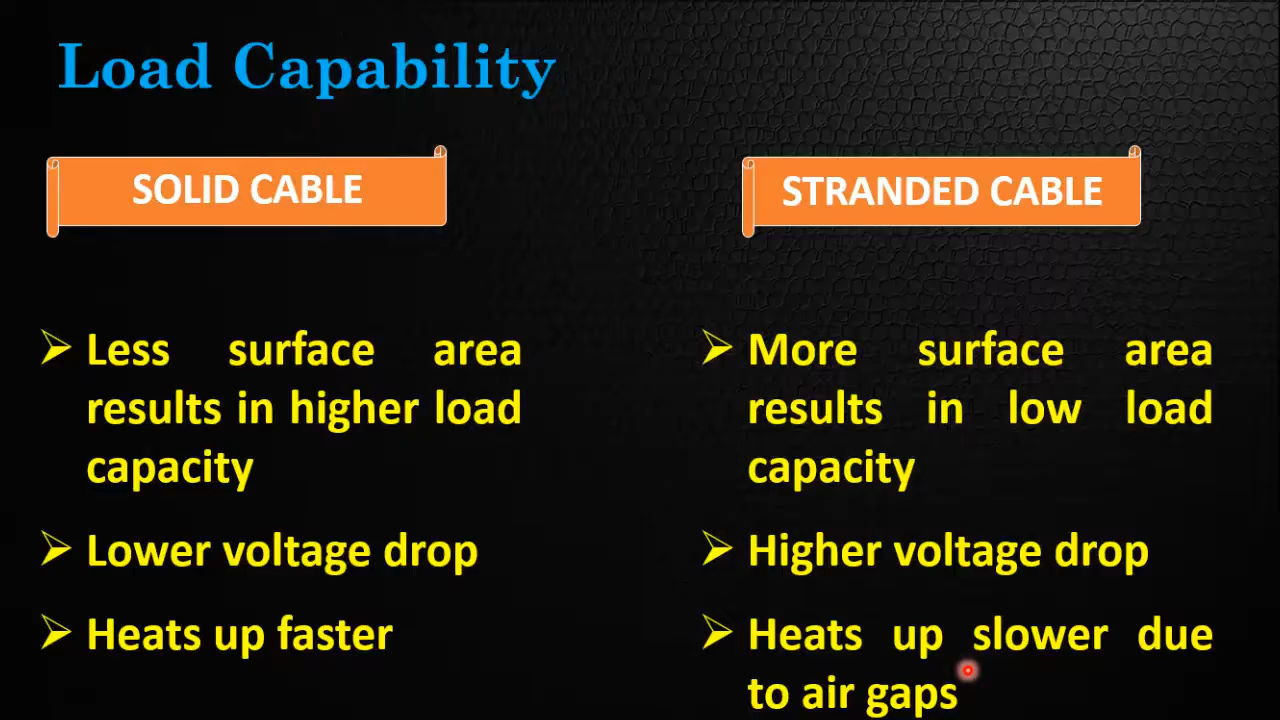 Load Capability
SOLID CABLE
Less surface area
results in higher load
capacity
Lower voltage drop
Heats up faster
STRANDED CABLE
More surface area
results in low load
capacity
Higher voltage drop
Heats up slower due
to air gaps